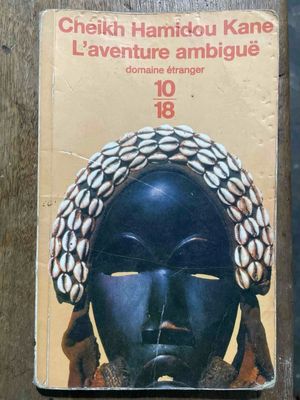 Cheikh Hamidou Kane
L'aventure ambiguë
domaine étranger
10
18